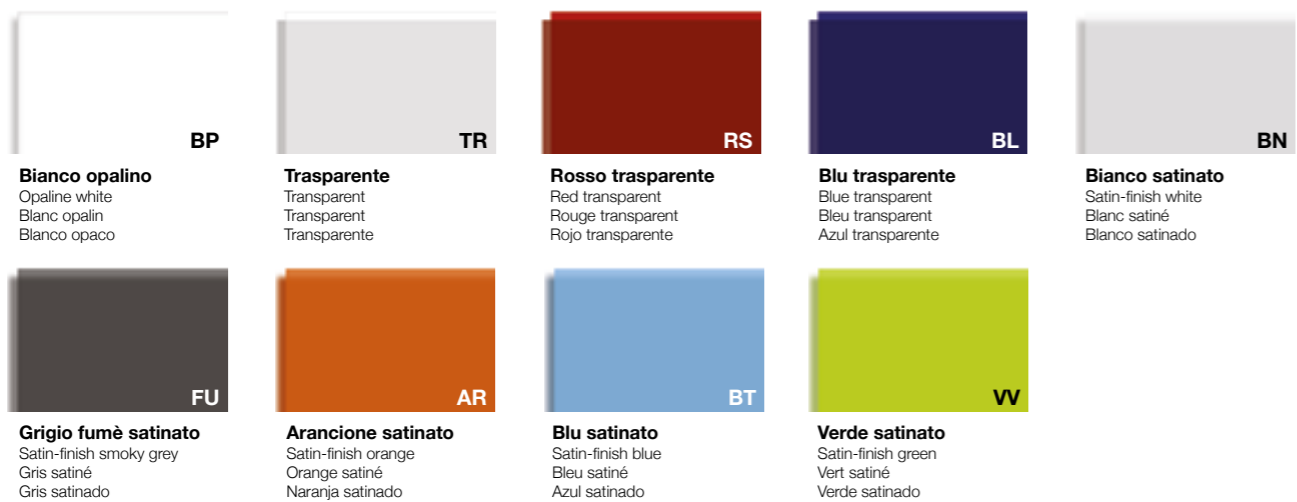 BP
Bianco opalino
Opaline white
Blanc opalin
Blanco opaco
TR
Trasparente
Transparent
Transparent
Transparente
RS
Rosso trasparente
Red transparent
Rouge transparent
Rojo transparente
BL
Blu trasparente
Blue transparent
Bleu transparent
Azul transparente
BN
Bianco satinato
Satin-finish white
Blanc satiné
Blanco satinado
FU
Grigio fumè satinato
Satin-finish smoky grey
Gris satiné
Gris satinado
AR
Arancione satinato
Satin-finish orange
Orange satiné
Naranja satinado
BT
Blu satinato
Satin-finish blue
Bleu satiné
Azul satinado
VV
Verde satinato
Satin-finish green
Vert satiné
Verde satinado